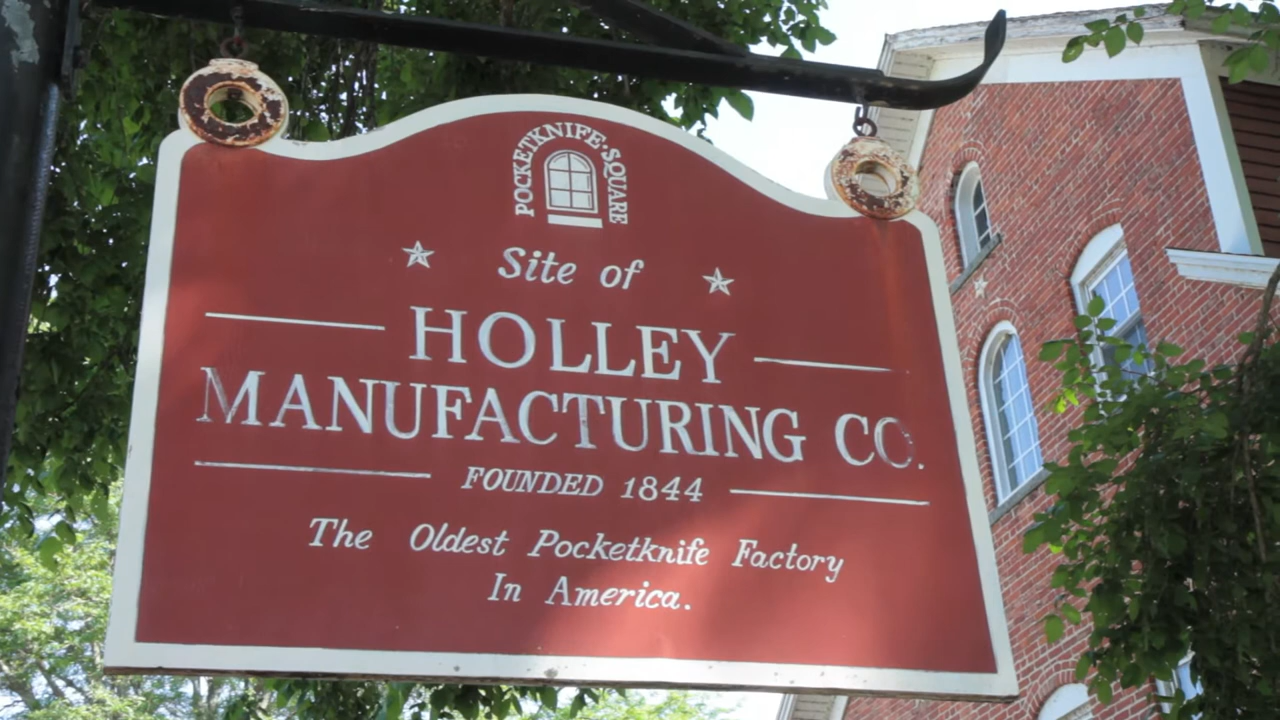 POCKETKNIFE·SQUARE
Site of
HOLLEY
MANUFACTURING CO.
FOUNDED 1844
The Oldest Pocketknife Factory
In America.